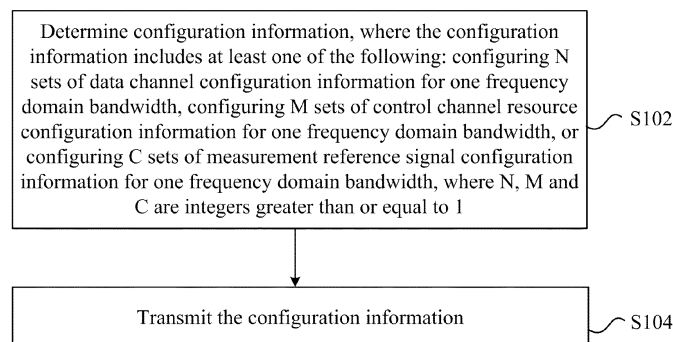 Determine configuration information, where the configuration
information includes at least one of the following: configuring N
sets of data channel configuration information for one frequency
domain bandwidth, configuring M sets of control channel resource
configuration information for one frequency domain bandwidth, or
configuring C sets of measurement reference signal configuration
information for one frequency domain bandwidth, where N, M and
C are integers greater than or equal to 1
S102
Transmit the configuration information
S104